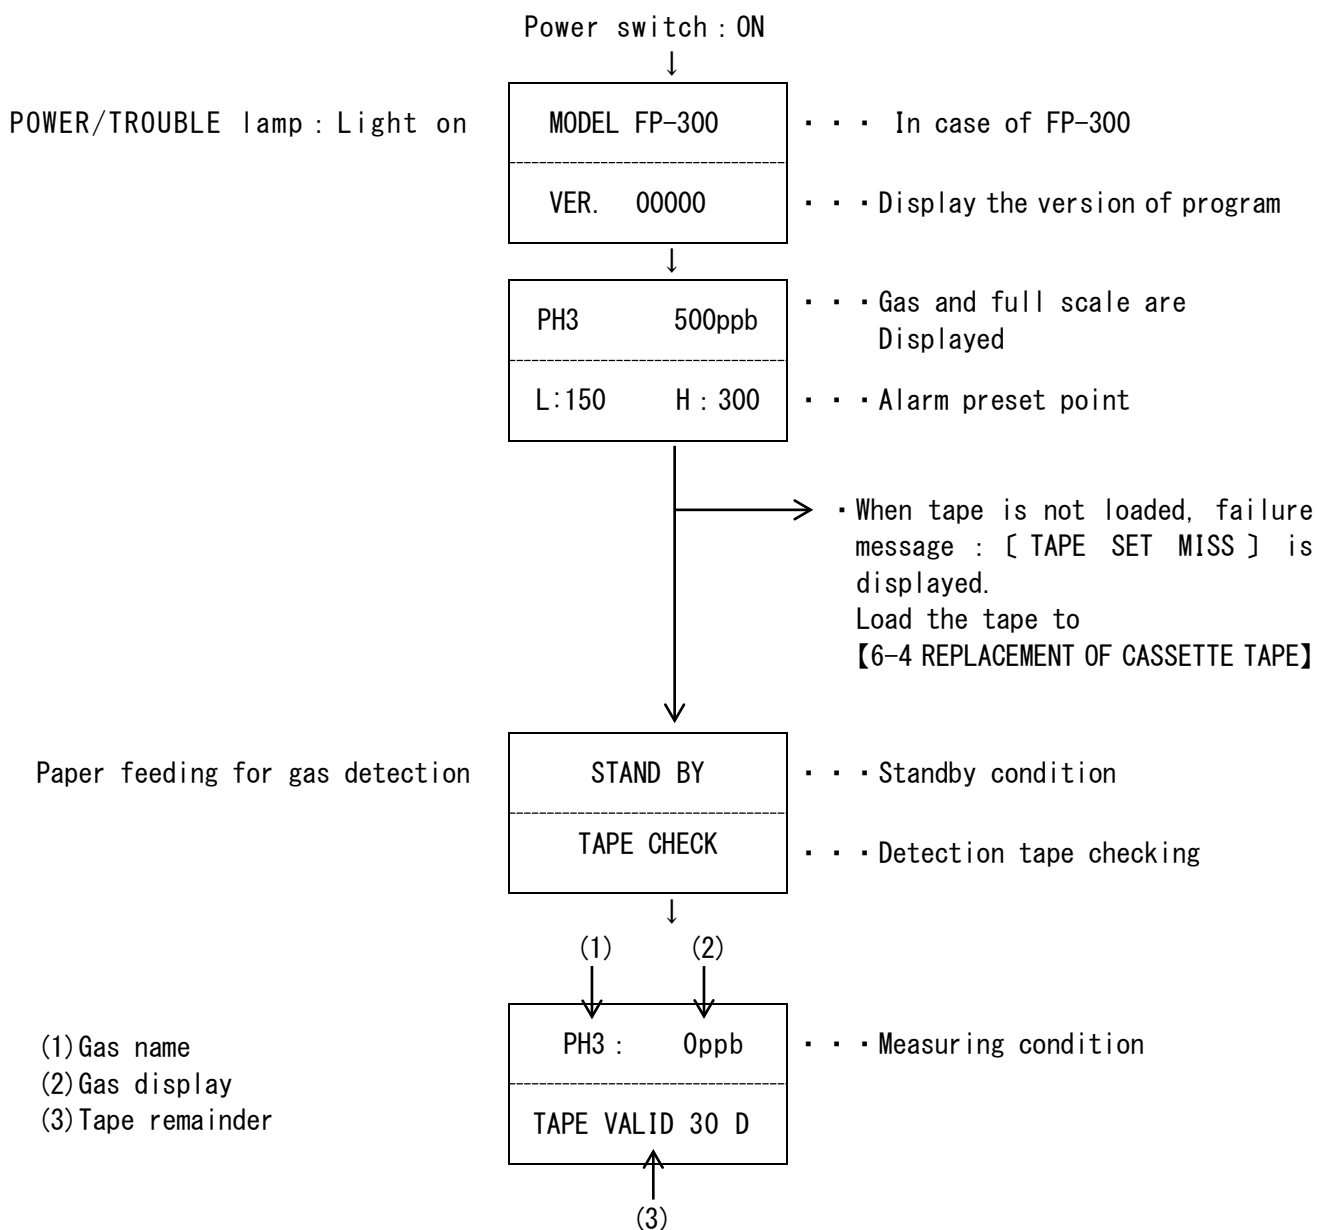 Power switch：ON
↓
POWER/TROUBLE lamp：Light on
MODEL FP-300
・・・ In case of FP-300
VER. 00000
・・・Display the version of program
↓
PH3 500ppb
・・・Gas and full scale are
Displayed
L:150 H：300
・・・Alarm preset point
・When tape is not loaded, failure
message：〔 TAPE SET MISS 〕 is
displayed.
Load the tape to
【6-4 REPLACEMENT OF CASSETTE TAPE】
Paper feeding for gas detection
STAND BY
・・・Standby condition
TAPE CHECK
・・・Detection tape checking
↓
(1) (2)
PH3： 0ppb
・・・Measuring condition
(1)Gas name
(2)Gas display
(3)Tape remainder
TAPE VALID 30 D
(3)